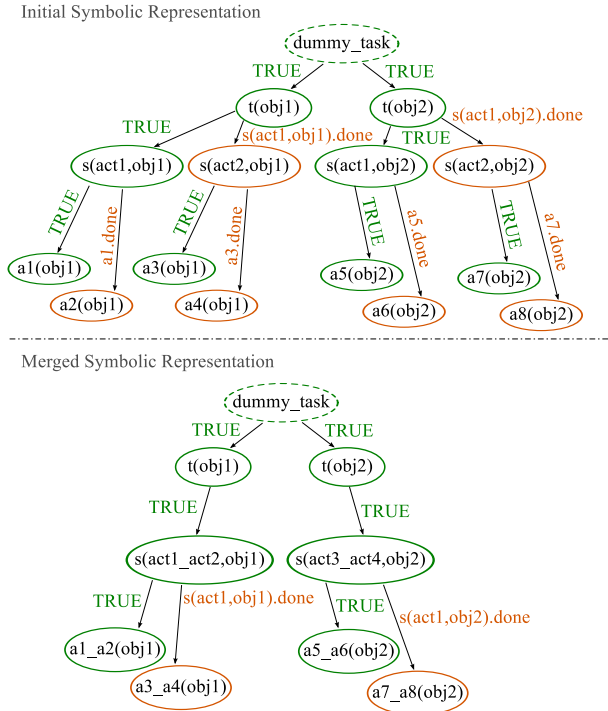 Initial Symbolic Representation
dummy_task
TRUE
TRUE
t(obj1)
t(obj2)
TRUE
s(act1,obj1).done
TRUE
s(act1,obj2).done
s(act1,obj1)
s(act2,obj1)
s(act1,obj2)
s(act2,obj2)
TRUE
a1.done
TRUE
a3.done
TRUE
a5.done
TRUE
a7.done
a1(obj1)
a3(obj1)
a5(obj2)
a7(obj2)
a2(obj1)
a4(obj1)
a6(obj2)
a8(obj2)
Merged Symbolic Representation
dummy_task
TRUE
TRUE
t(obj1)
t(obj2)
TRUE
TRUE
s(act1_act2,obj1)
s(act3_act4,obj2)
TRUE
s(act1,obj1).done
TRUE
s(act1,obj2).done
a1_a2(obj1)
a5_a6(obj2)
a3_a4(obj1)
a7_a8(obj2)